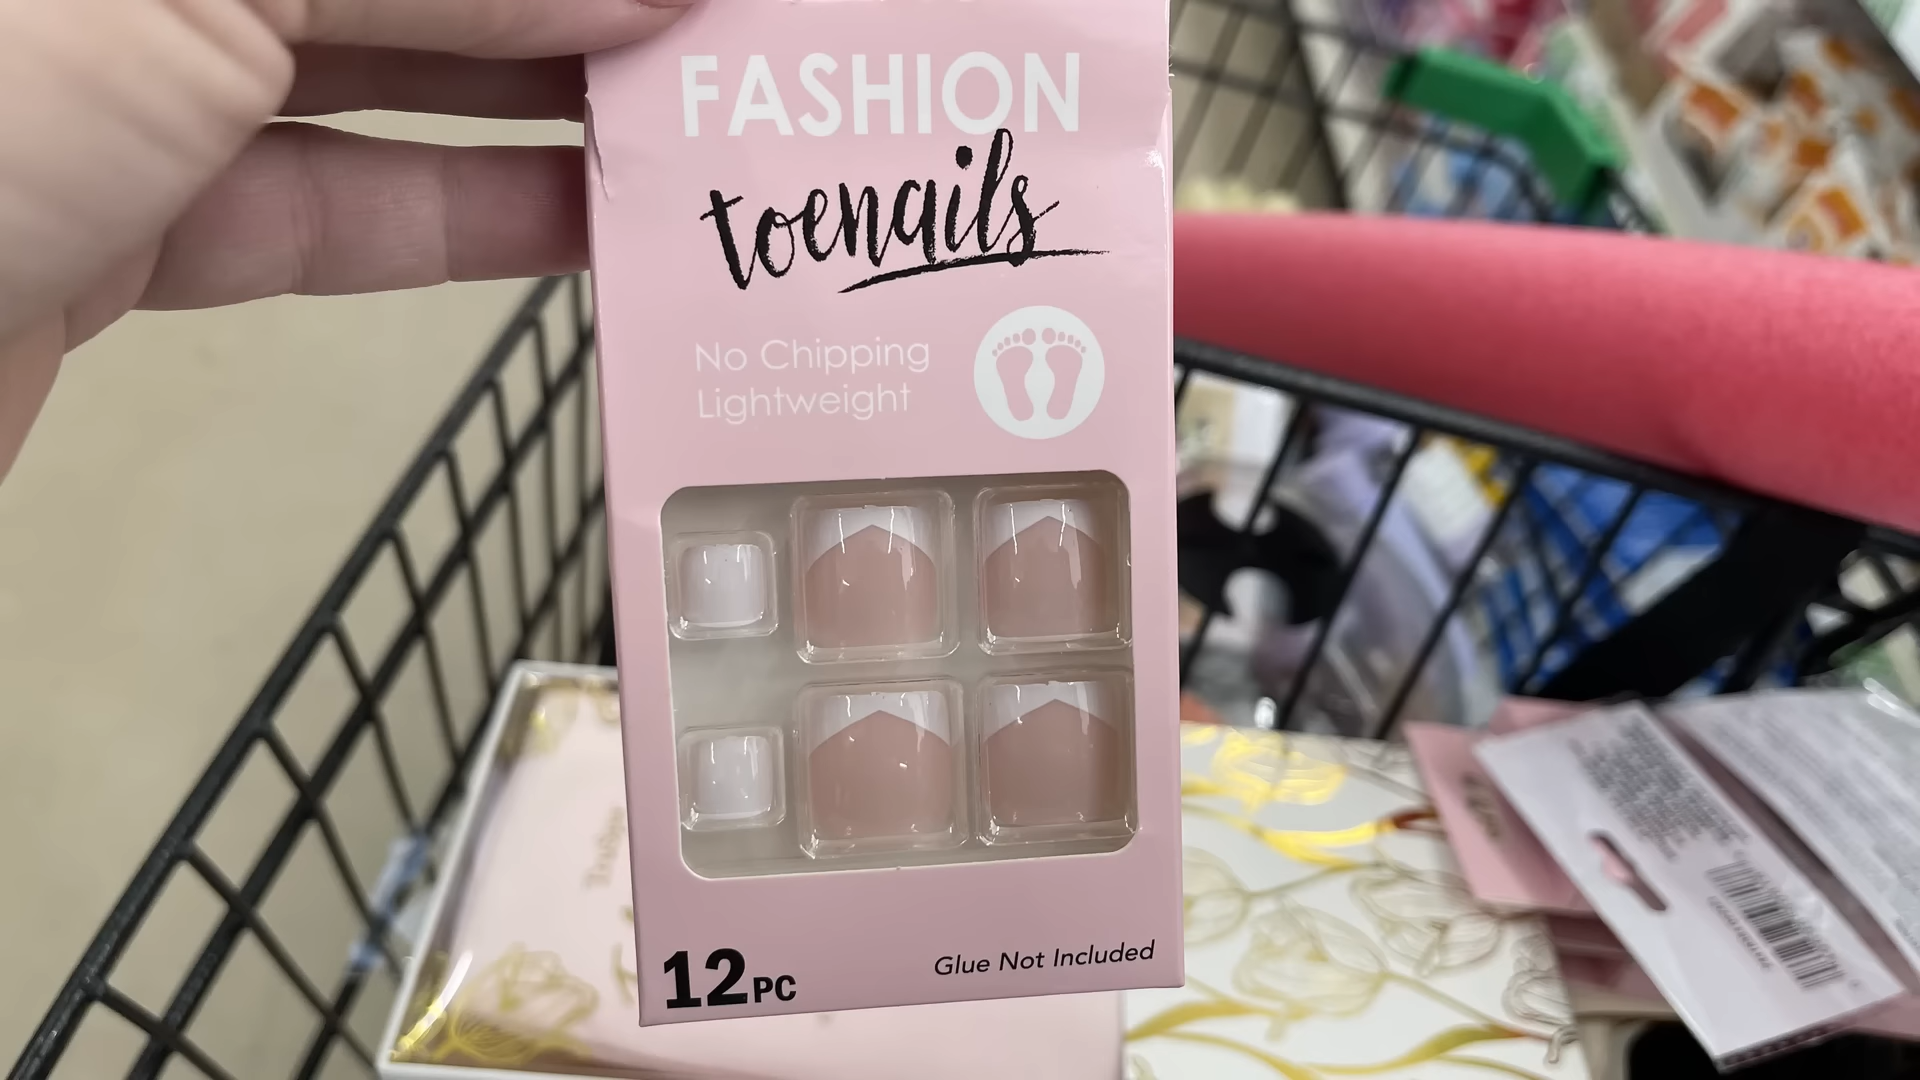 FASHION
toenails
No Chipping
Lightweight
12PC
Glue Not Included